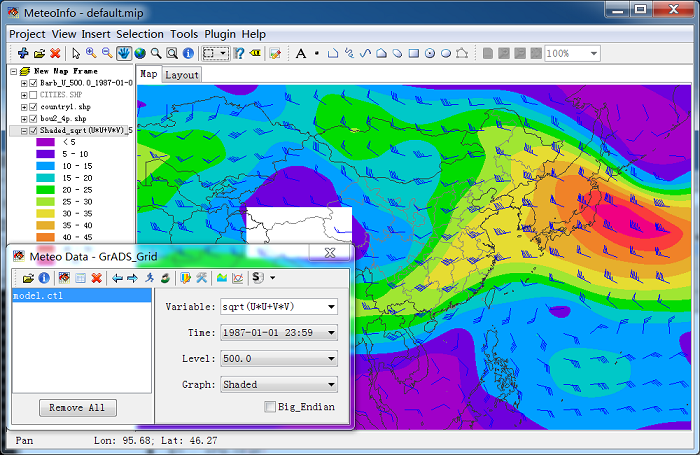 MeteoInfo - default.mip
Project View Insert Selection Tools Plugin Help
A
100%
New Map Frame
Barb_U_500.0_1987-01-0
CITIES.SHP
country1.shp
bou2_4p.shp
Shaded_sqrt(U*U+V*V)_5
< 5
5 - 10
10 - 15
15 - 20
20 - 25
25 - 30
30 - 35
35 - 40
40 - 45
Map Layout
Meteo Data - GrADS_Grid
model.ctl
Variable: sqrt(U*U+V*V)
Time: 1987-01-01 23:59
Level: 500.0
Graph: Shaded
Big_Endian
Remove All
Pan Lon: 95.68; Lat: 46.27